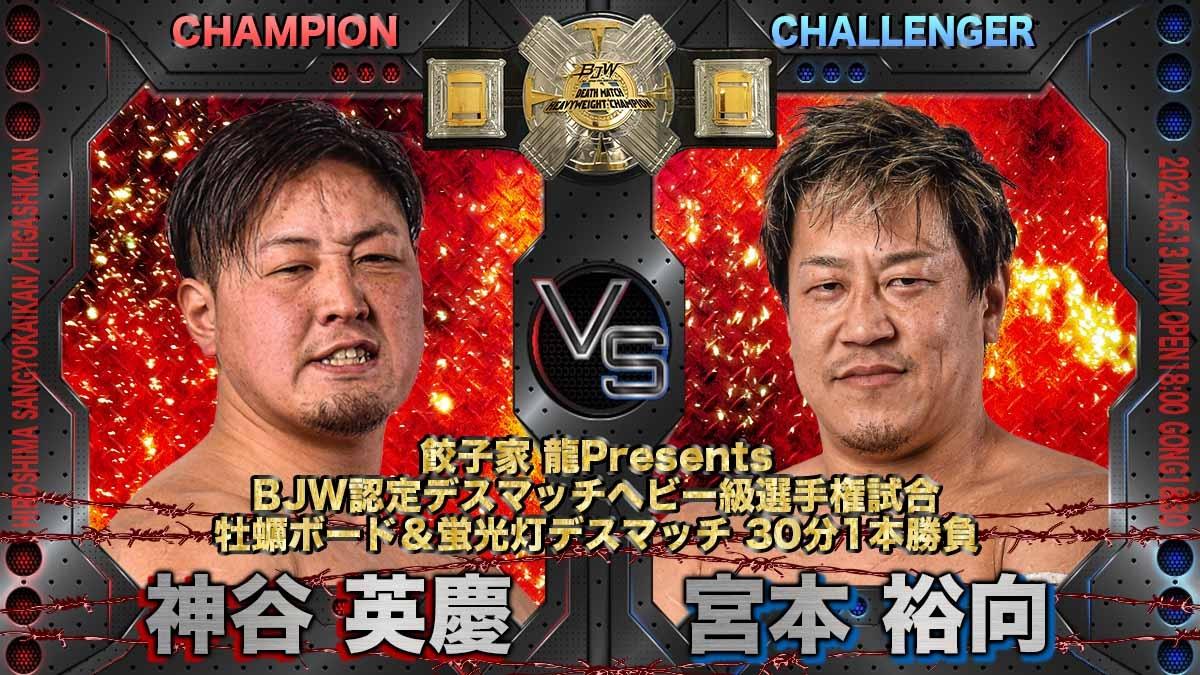 CHAMPION
CHALLENGER
BJW
DEATH MATCH
HEAVYWEIGHT CHAMPION
HIROSHIMA SANGYOKAIKAN/HIGASHIKAN
2024.05.13 MON OPEN18:00 GONG18:30
VS
餃子家 龍Presents
BJW認定デスマッチヘビー級選手権試合
牡蠣ボード&蛍光灯デスマッチ 30分1本勝負
神谷 英慶
宮本 裕向